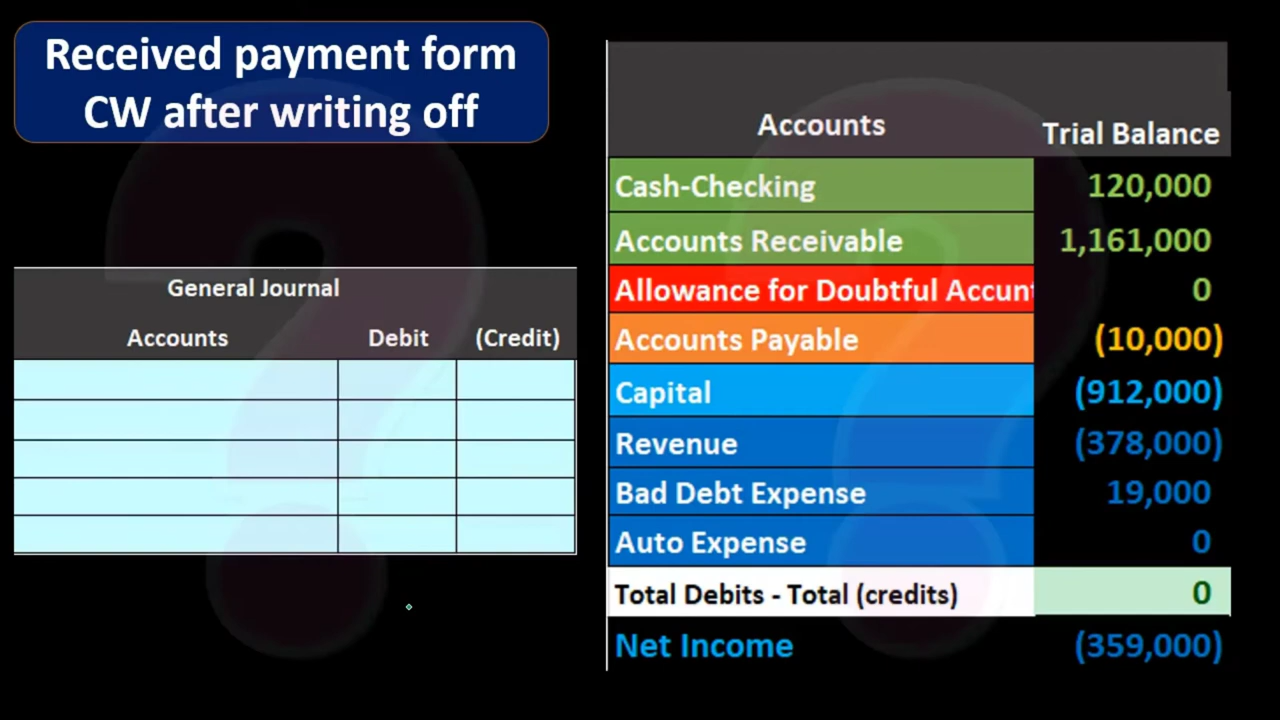 Received payment form
CW after writing off
General Journal
Accounts Debit (Credit)
Accounts Trial Balance
Cash-Checking 120,000
Accounts Receivable 1,161,000
Allowance for Doubtful Accunt 0
Accounts Payable (10,000)
Capital (912,000)
Revenue (378,000)
Bad Debt Expense 19,000
Auto Expense 0
Total Debits - Total (credits) 0
Net Income (359,000)